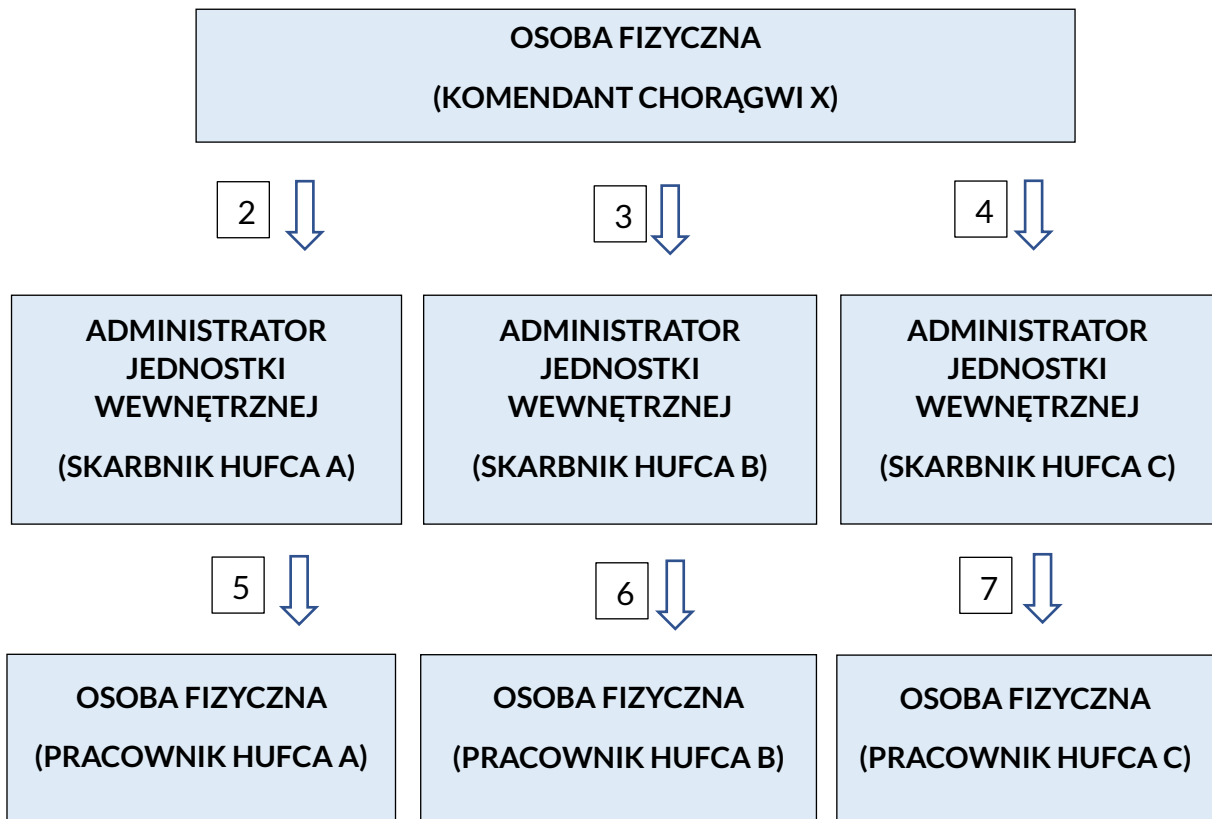 OSOBA FIZYCZNA
(KOMENDANT CHORĄGWI X)
2
3
4
ADMINISTRATOR
JEDNOSTKI
WEWNĘTRZNEJ
(SKARBNIK HUFCA A)
ADMINISTRATOR
JEDNOSTKI
WEWNĘTRZNEJ
(SKARBNIK HUFCA B)
ADMINISTRATOR
JEDNOSTKI
WEWNĘTRZNEJ
(SKARBNIK HUFCA C)
5
6
7
OSOBA FIZYCZNA
(PRACOWNIK HUFCA A)
OSOBA FIZYCZNA
(PRACOWNIK HUFCA B)
OSOBA FIZYCZNA
(PRACOWNIK HUFCA C)